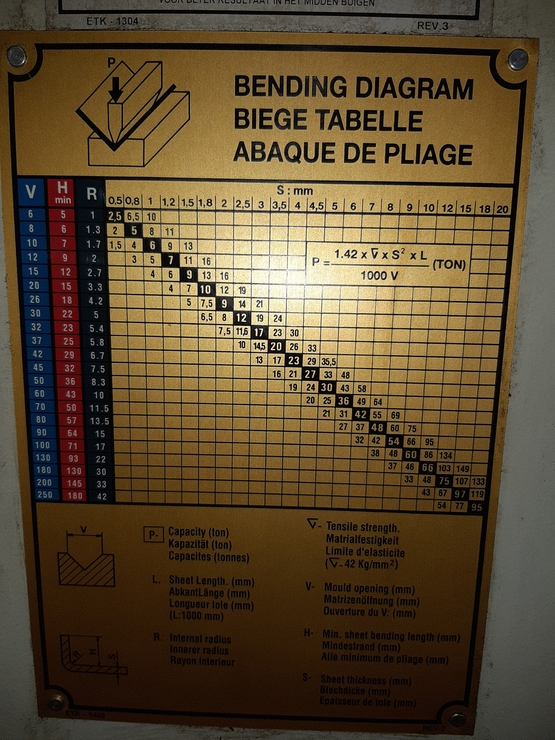 VOOR BETER RESULTAAT IN HET MIDDEN BUIGEN
ETK - 1304 REV.3
P
BENDING DIAGRAM
BIEGE TABELLE
ABAQUE DE PLIAGE
V H min R S : mm
0,5 0,8 1 1,2 1,5 1,8 2 2,5 3 3,5 4 4,5 5 6 7 8 9 10 12 15 18 20
6 5 1 2,5 6,5 10
8 6 1.3 2 5 8 11
10 7 1.7 1,5 4 6 9 13
12 9 2 3 5 7 11 16
15 12 2.7 4 6 9 13 16
20 15 3.3 4 7 10 12 19
26 18 4.2 5 7,5 9 14 21
30 22 5 6,5 8 12 19 24
32 23 5.4 7,5 11,6 17 23 30
37 25 5.8 10 14,5 20 26 33
42 29 6.7 13 17 23 29 35,5
45 32 7.5 16 21 27 33 48
50 36 8.3 19 24 30 43 58
60 43 10 20 25 36 49 64
70 50 11.5 21 31 42 55 69
80 57 13.5 27 37 48 60 75
90 64 15 32 42 54 66 95
100 71 17 38 48 60 86 134
130 93 22 37 46 66 103 149
180 130 30 33 48 75 107 133
200 145 33 43 67 97 119
250 180 42 54 77 95
P = 1.42 x ∇ x S² x L / 1000 V (TON)
V
P- Capacity (ton)
Kapazität (ton)
Capacites (tonnes)
L. Sheet Length. (mm)
AbkantLänge (mm)
Longueur tole (mm)
(L:1000 mm)
R Internal radius
Innerer radius
Rayon interieur
∇- Tensile strength.
Matrialfestigkeit
Limite d'elasticite
(∇-42 Kg/mm²)
V- Mould opening (mm)
Matrizenöffnung (mm)
Ouverture du V: (mm)
H- Min. sheet bending length (mm)
Mindestrand (mm)
Aile minimum de pliage (mm)
S- Sheet thickness (mm)
Blechdicke (mm)
Epaisseur de tole (mm)
R H S